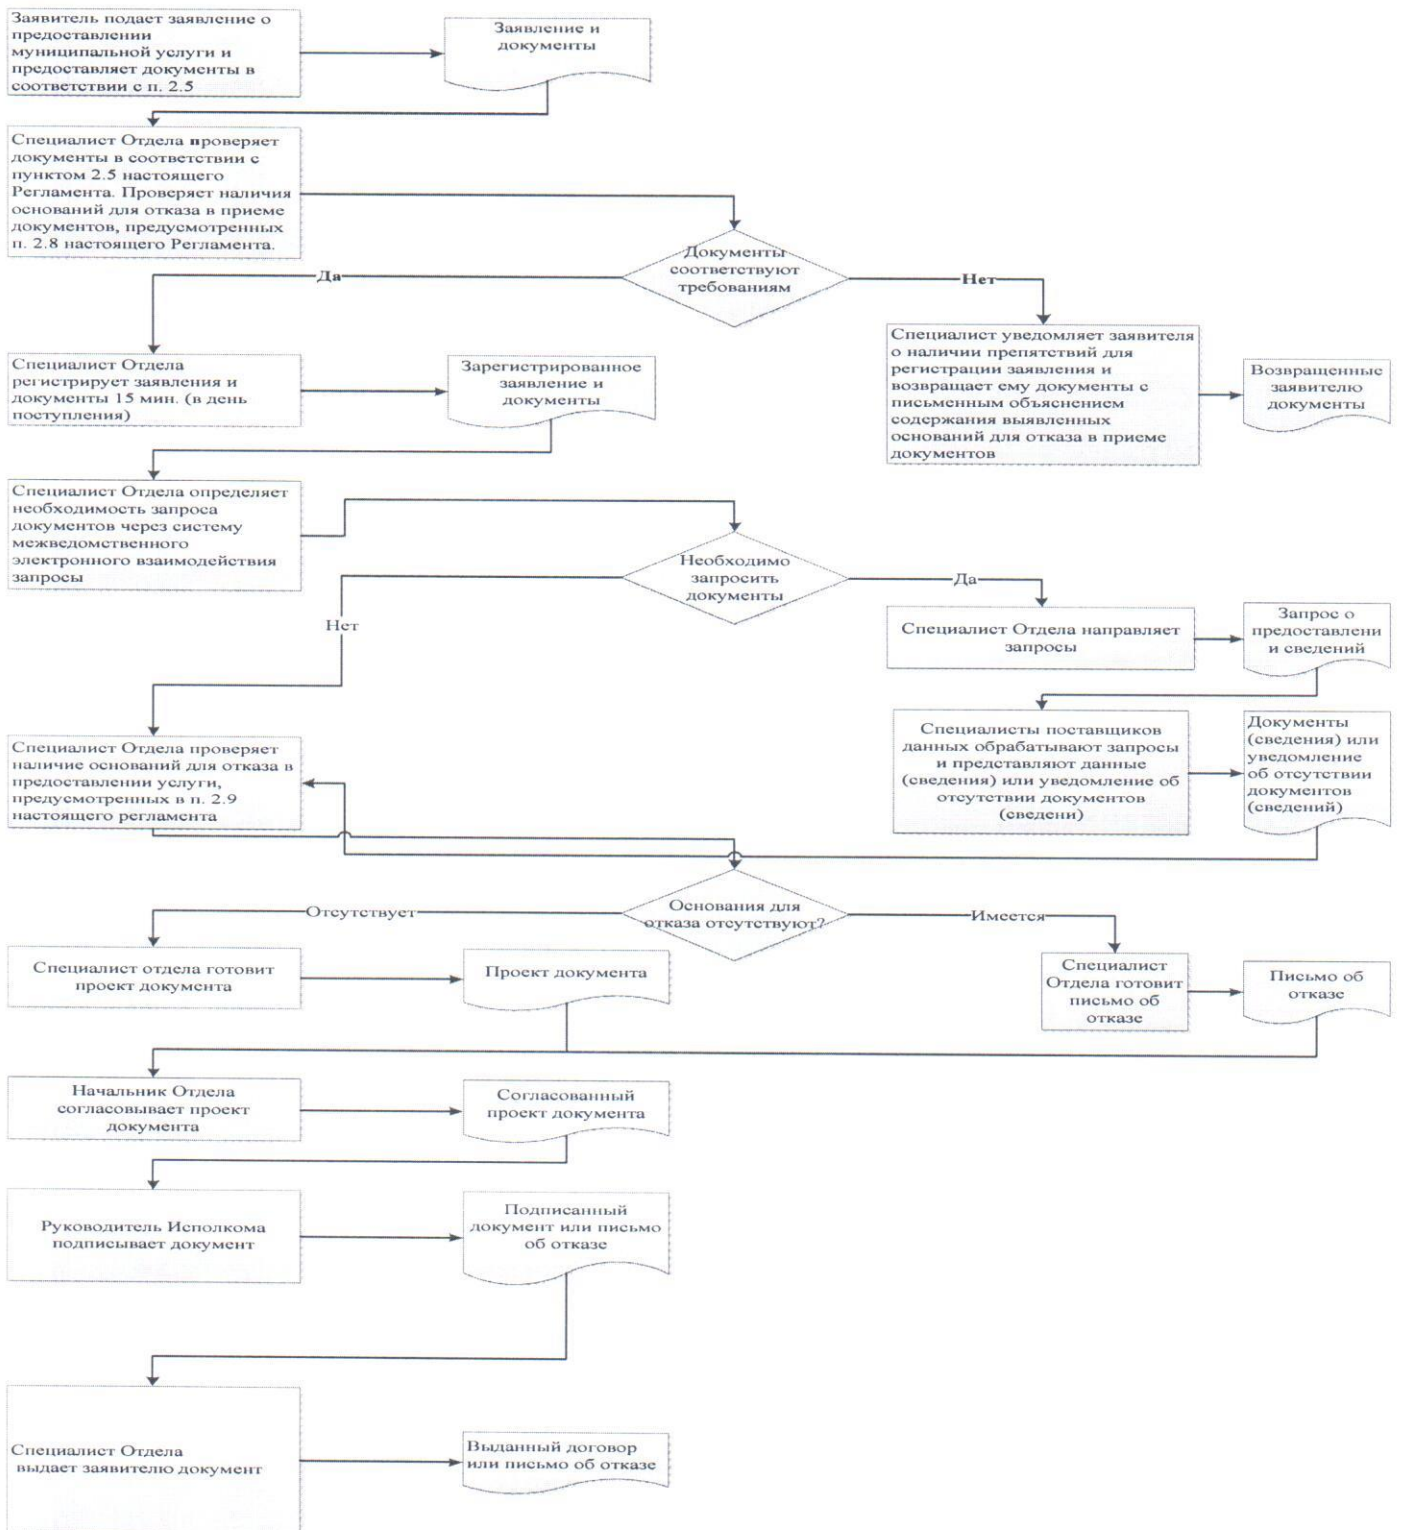 Заявитель подает заявление о
предоставлении
муниципальной услуги и
предоставляет документы в
соответствии с п. 2.5
Заявление и
документы
Специалист Отдела проверяет
документы в соответствии с
пунктом 2.5 настоящего
Регламента. Проверяет наличия
оснований для отказа в приеме
документов, предусмотренных
п. 2.8 настоящего Регламента.
Документы
соответствуют
требованиям
Да
Нет
Специалист уведомляет заявителя
о наличии препятствий для
регистрации заявления и
возвращает ему документы с
письменным объяснением
содержания выявленных
оснований для отказа в приеме
документов
Возвращенные
заявителю
документы
Специалист Отдела
регистрирует заявления и
документы 15 мин. (в день
поступления)
Зарегистрированное
заявление и
документы
Специалист Отдела определяет
необходимость запроса
документов через систему
межведомственного
электронного взаимодействия
запросы
Необходимо
запросить
документы
Да
Нет
Специалист Отдела направляет
запросы
Запрос о
предоставлени
и сведений
Специалисты поставщиков
данных обрабатывают запросы
и представляют данные
(сведения) или уведомление об
отсутствии документов
(сведени)
Документы
(сведения) или
уведомление
об отсутствии
документов
(сведений)
Специалист Отдела проверяет
наличие оснований для отказа в
предоставлении услуги,
предусмотренных в п. 2.9
настоящего регламента
Основания для
отказа отсутствуют?
Отсутствует
Имеется
Специалист отдела готовит
проект документа
Проект документа
Специалист
Отдела готовит
письмо об
отказе
Письмо об
отказе
Начальник Отдела
согласовывает проект
документа
Согласованный
проект документа
Руководитель Исполкома
подписывает документ
Подписанный
документ или письмо
об отказе
Специалист Отдела
выдает заявителю документ
Выданный договор
или письмо об отказе